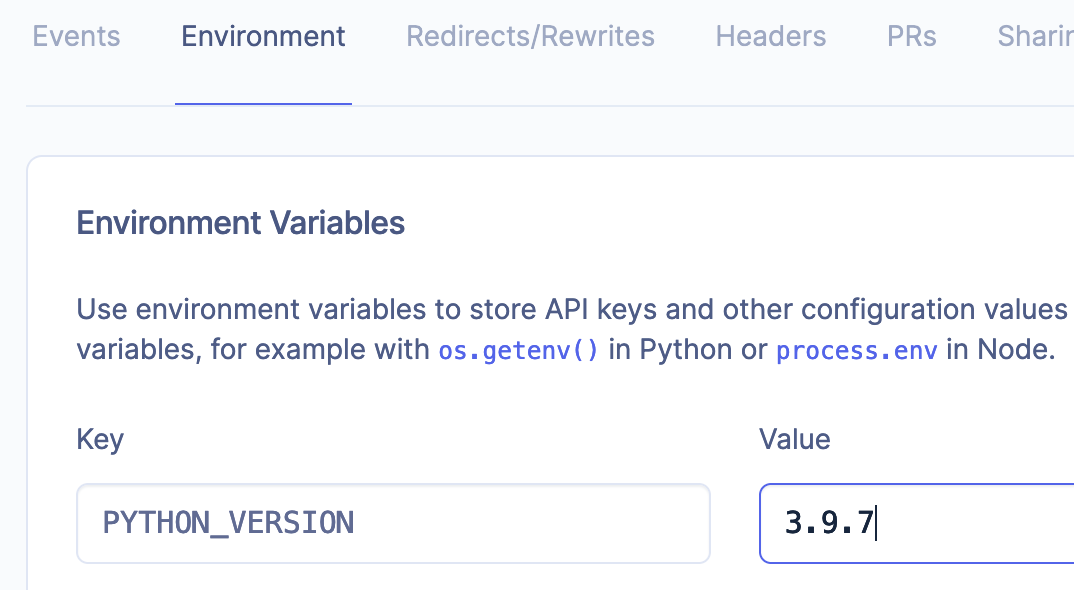 Events Environment Redirects/Rewrites Headers PRs
Environment Variables
Use environment variables to store API keys and other configuration values
variables, for example with os.getenv() in Python or process.env in Node.
Key Value
PYTHON_VERSION 3.9.7